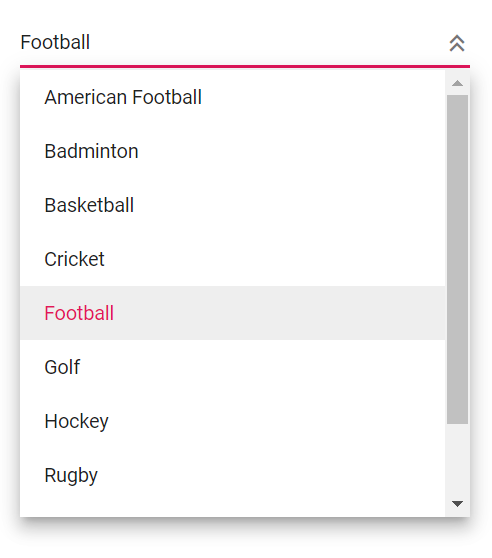 Football
American Football
Badminton
Basketball
Cricket
Football
Golf
Hockey
Rugby